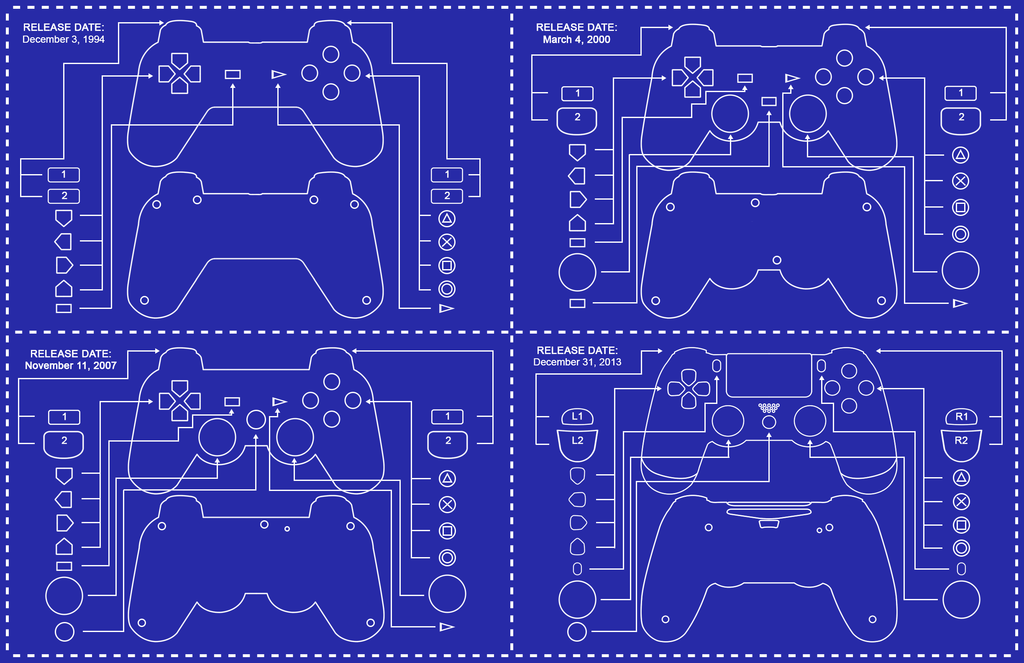 RELEASE DATE:
December 3, 1994
1
2
1
2
RELEASE DATE:
March 4, 2000
1
2
1
2
RELEASE DATE:
November 11, 2007
1
2
1
2
RELEASE DATE:
December 31, 2013
L1
L2
R1
R2